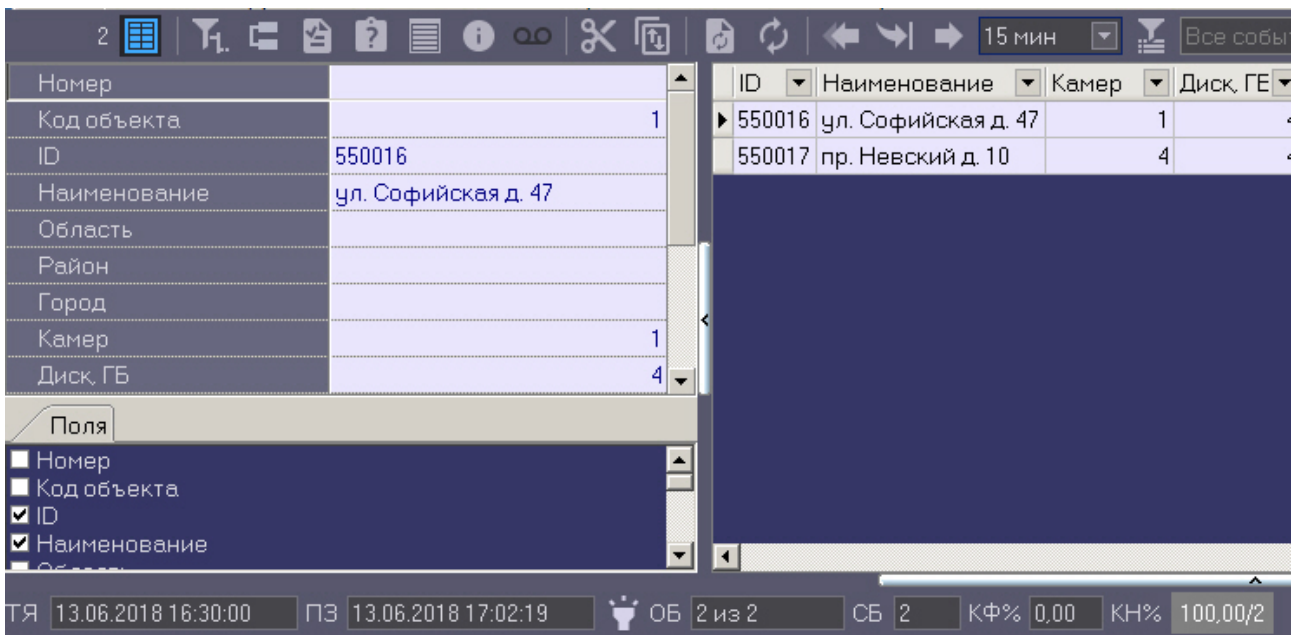 2 15 мин Все собы
Номер
Код объекта 1
ID 550016
Наименование ул. Софийская д. 47
Область
Район
Город
Камер 1
Диск, ГБ 4
ID Наименование Камер Диск, ГБ
550016 ул. Софийская д. 47 1 4
550017 пр. Невский д. 10 4 4
Поля
Номер
Код объекта
ID
Наименование
ТЯ 13.06.2018 16:30:00 ПЗ 13.06.2018 17:02:19 ОБ 2 из 2 СБ 2 КФ% 0,00 КН% 100,00/2